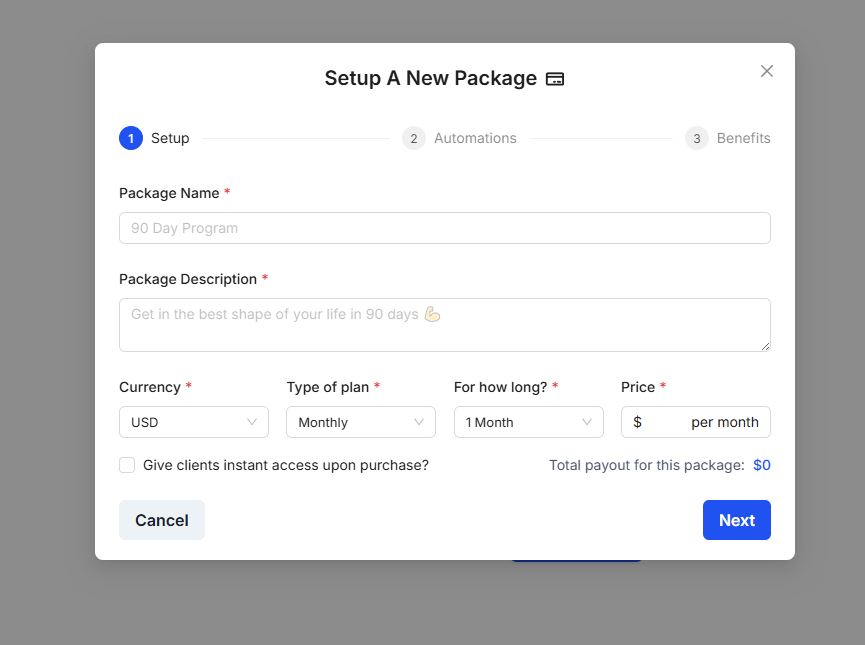 Setup A New Package
1 Setup 2 Automations 3 Benefits
Package Name *
90 Day Program
Package Description *
Get in the best shape of your life in 90 days 💪🏻
Currency * Type of plan * For how long? * Price *
USD Monthly 1 Month $ per month
Give clients instant access upon purchase? Total payout for this package: $0
Cancel Next